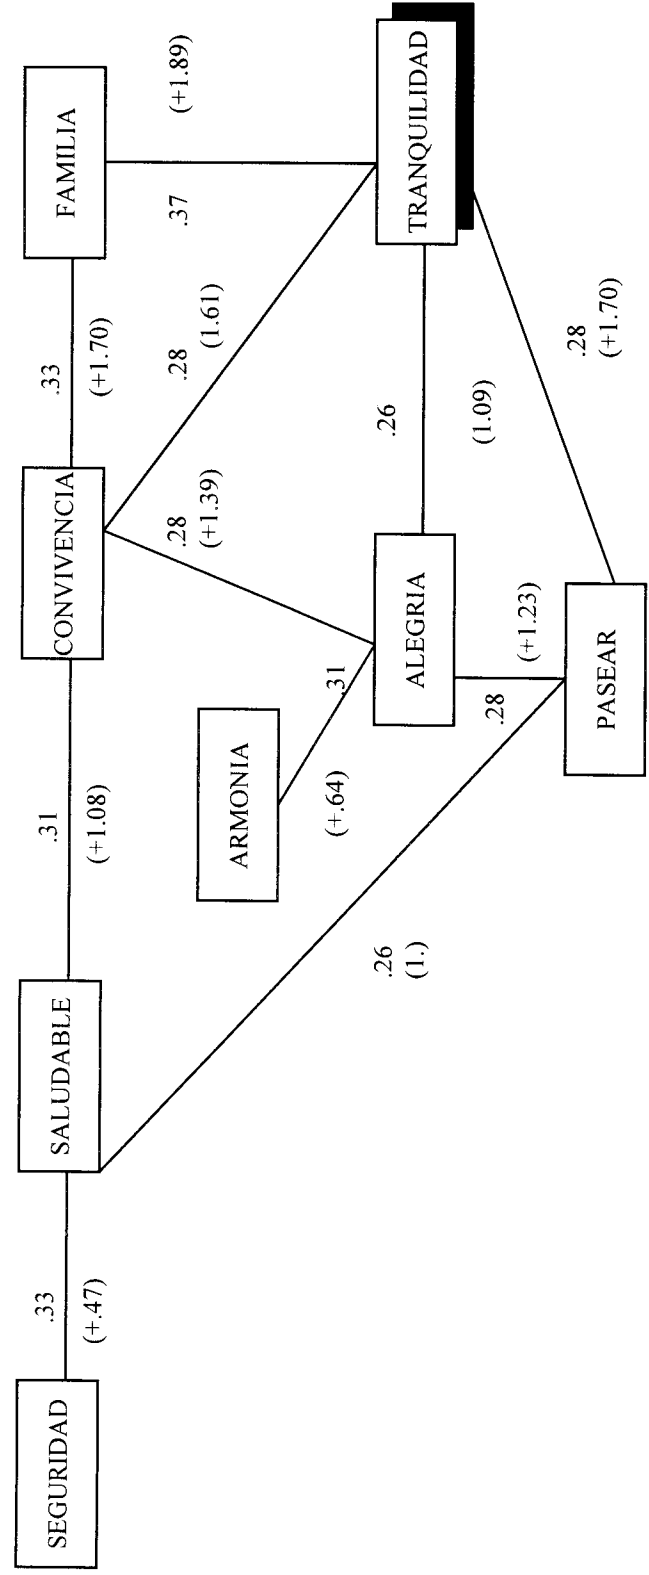 SEGURIDAD
.33
(+.47)
SALUDABLE
.31
(+1.08)
CONVIVENCIA
.33
(+1.70)
FAMILIA
ARMONIA
.28
(+1.39)
.28
(1.61)
.37
(+1.89)
(+.64)
.31
ALEGRIA
.26
(1.09)
TRANQUILIDAD
.26
(1.)
.28
(+1.23)
PASEAR
.28
(+1.70)